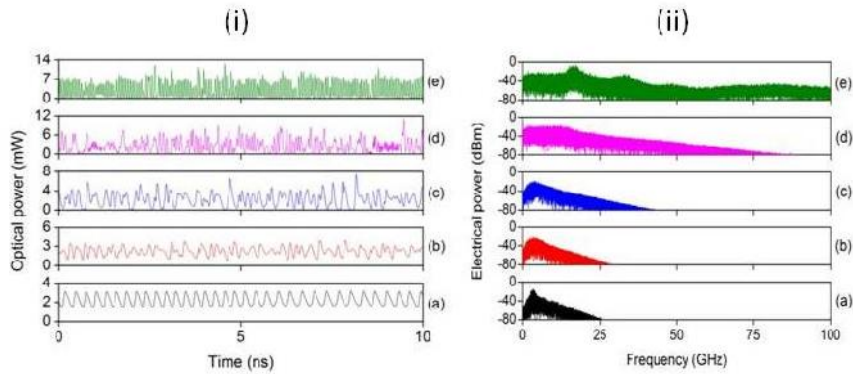 (i)
(ii)
14
7
0
(e)
12
6
0
(d)
8
4
0
(c)
6
3
0
(b)
4
2
0
(a)
0 5 10
Optical power (mW)
Time (ns)
0
-40
-80
(e)
0
-40
-80
(d)
0
-40
-80
(c)
0
-40
-80
(b)
0
-40
-80
(a)
0 25 50 75 100
Electrical power (dBm)
Frequency (GHz)